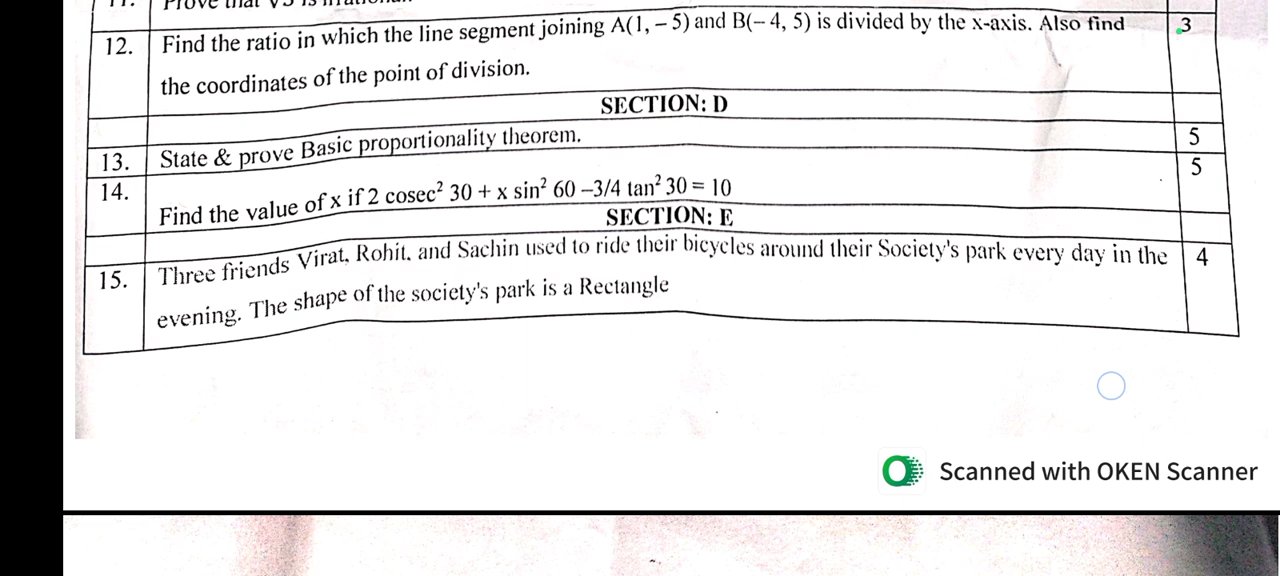 12. Find the ratio in which the line segment joining A(1, – 5) and B(– 4, 5) is divided by the x-axis. Also find 3
the coordinates of the point of division.
SECTION: D
13. State & prove Basic proportionality theorem. 5
14. Find the value of x if 2 cosec² 30 + x sin² 60 –3/4 tan² 30 = 10 5
SECTION: E
15. Three friends Virat, Rohit, and Sachin used to ride their bicycles around their Society's park every day in the 4
evening. The shape of the society's park is a Rectangle
Scanned with OKEN Scanner